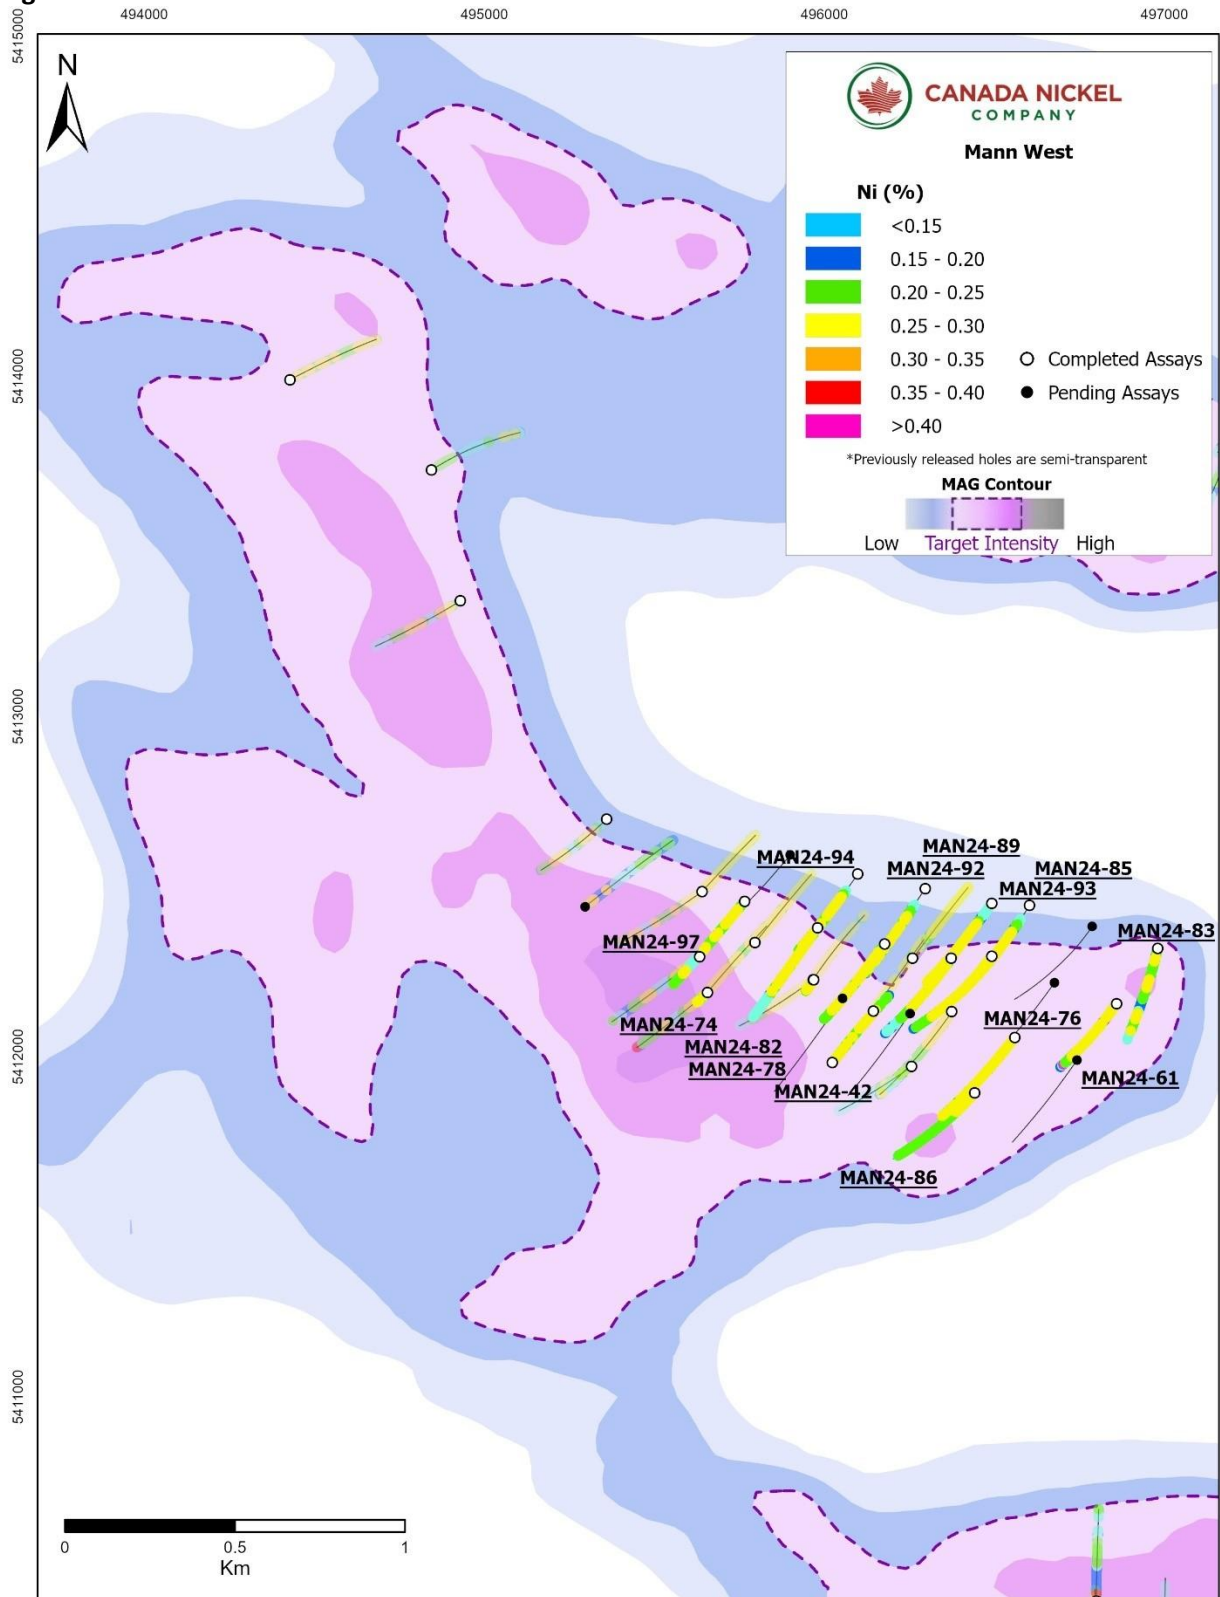 g
494000
495000
496000
497000
5415000
5414000
5413000
5412000
5411000
N
CANADA NICKEL
COMPANY
Mann West
Ni (%)
<0.15
0.15 - 0.20
0.20 - 0.25
0.25 - 0.30
0.30 - 0.35
0.35 - 0.40
>0.40
Completed Assays
Pending Assays
*Previously released holes are semi-transparent
MAG Contour
Low Target Intensity High
MAN24-89
MAN24-94
MAN24-92
MAN24-85
MAN24-93
MAN24-83
MAN24-97
MAN24-74
MAN24-76
MAN24-82
MAN24-78
MAN24-61
MAN24-42
MAN24-86
0 0.5 1
Km